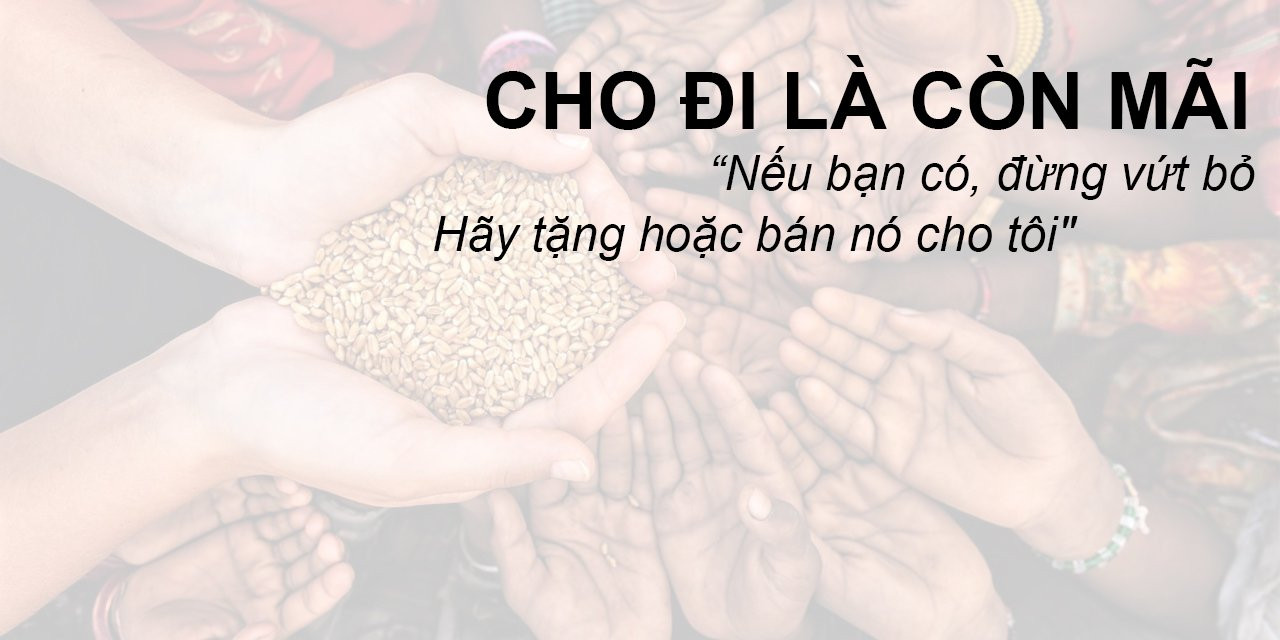 CHO ĐI LÀ CÒN MÃI
“Nếu bạn có, đừng vứt bỏ
Hãy tặng hoặc bán nó cho tôi"